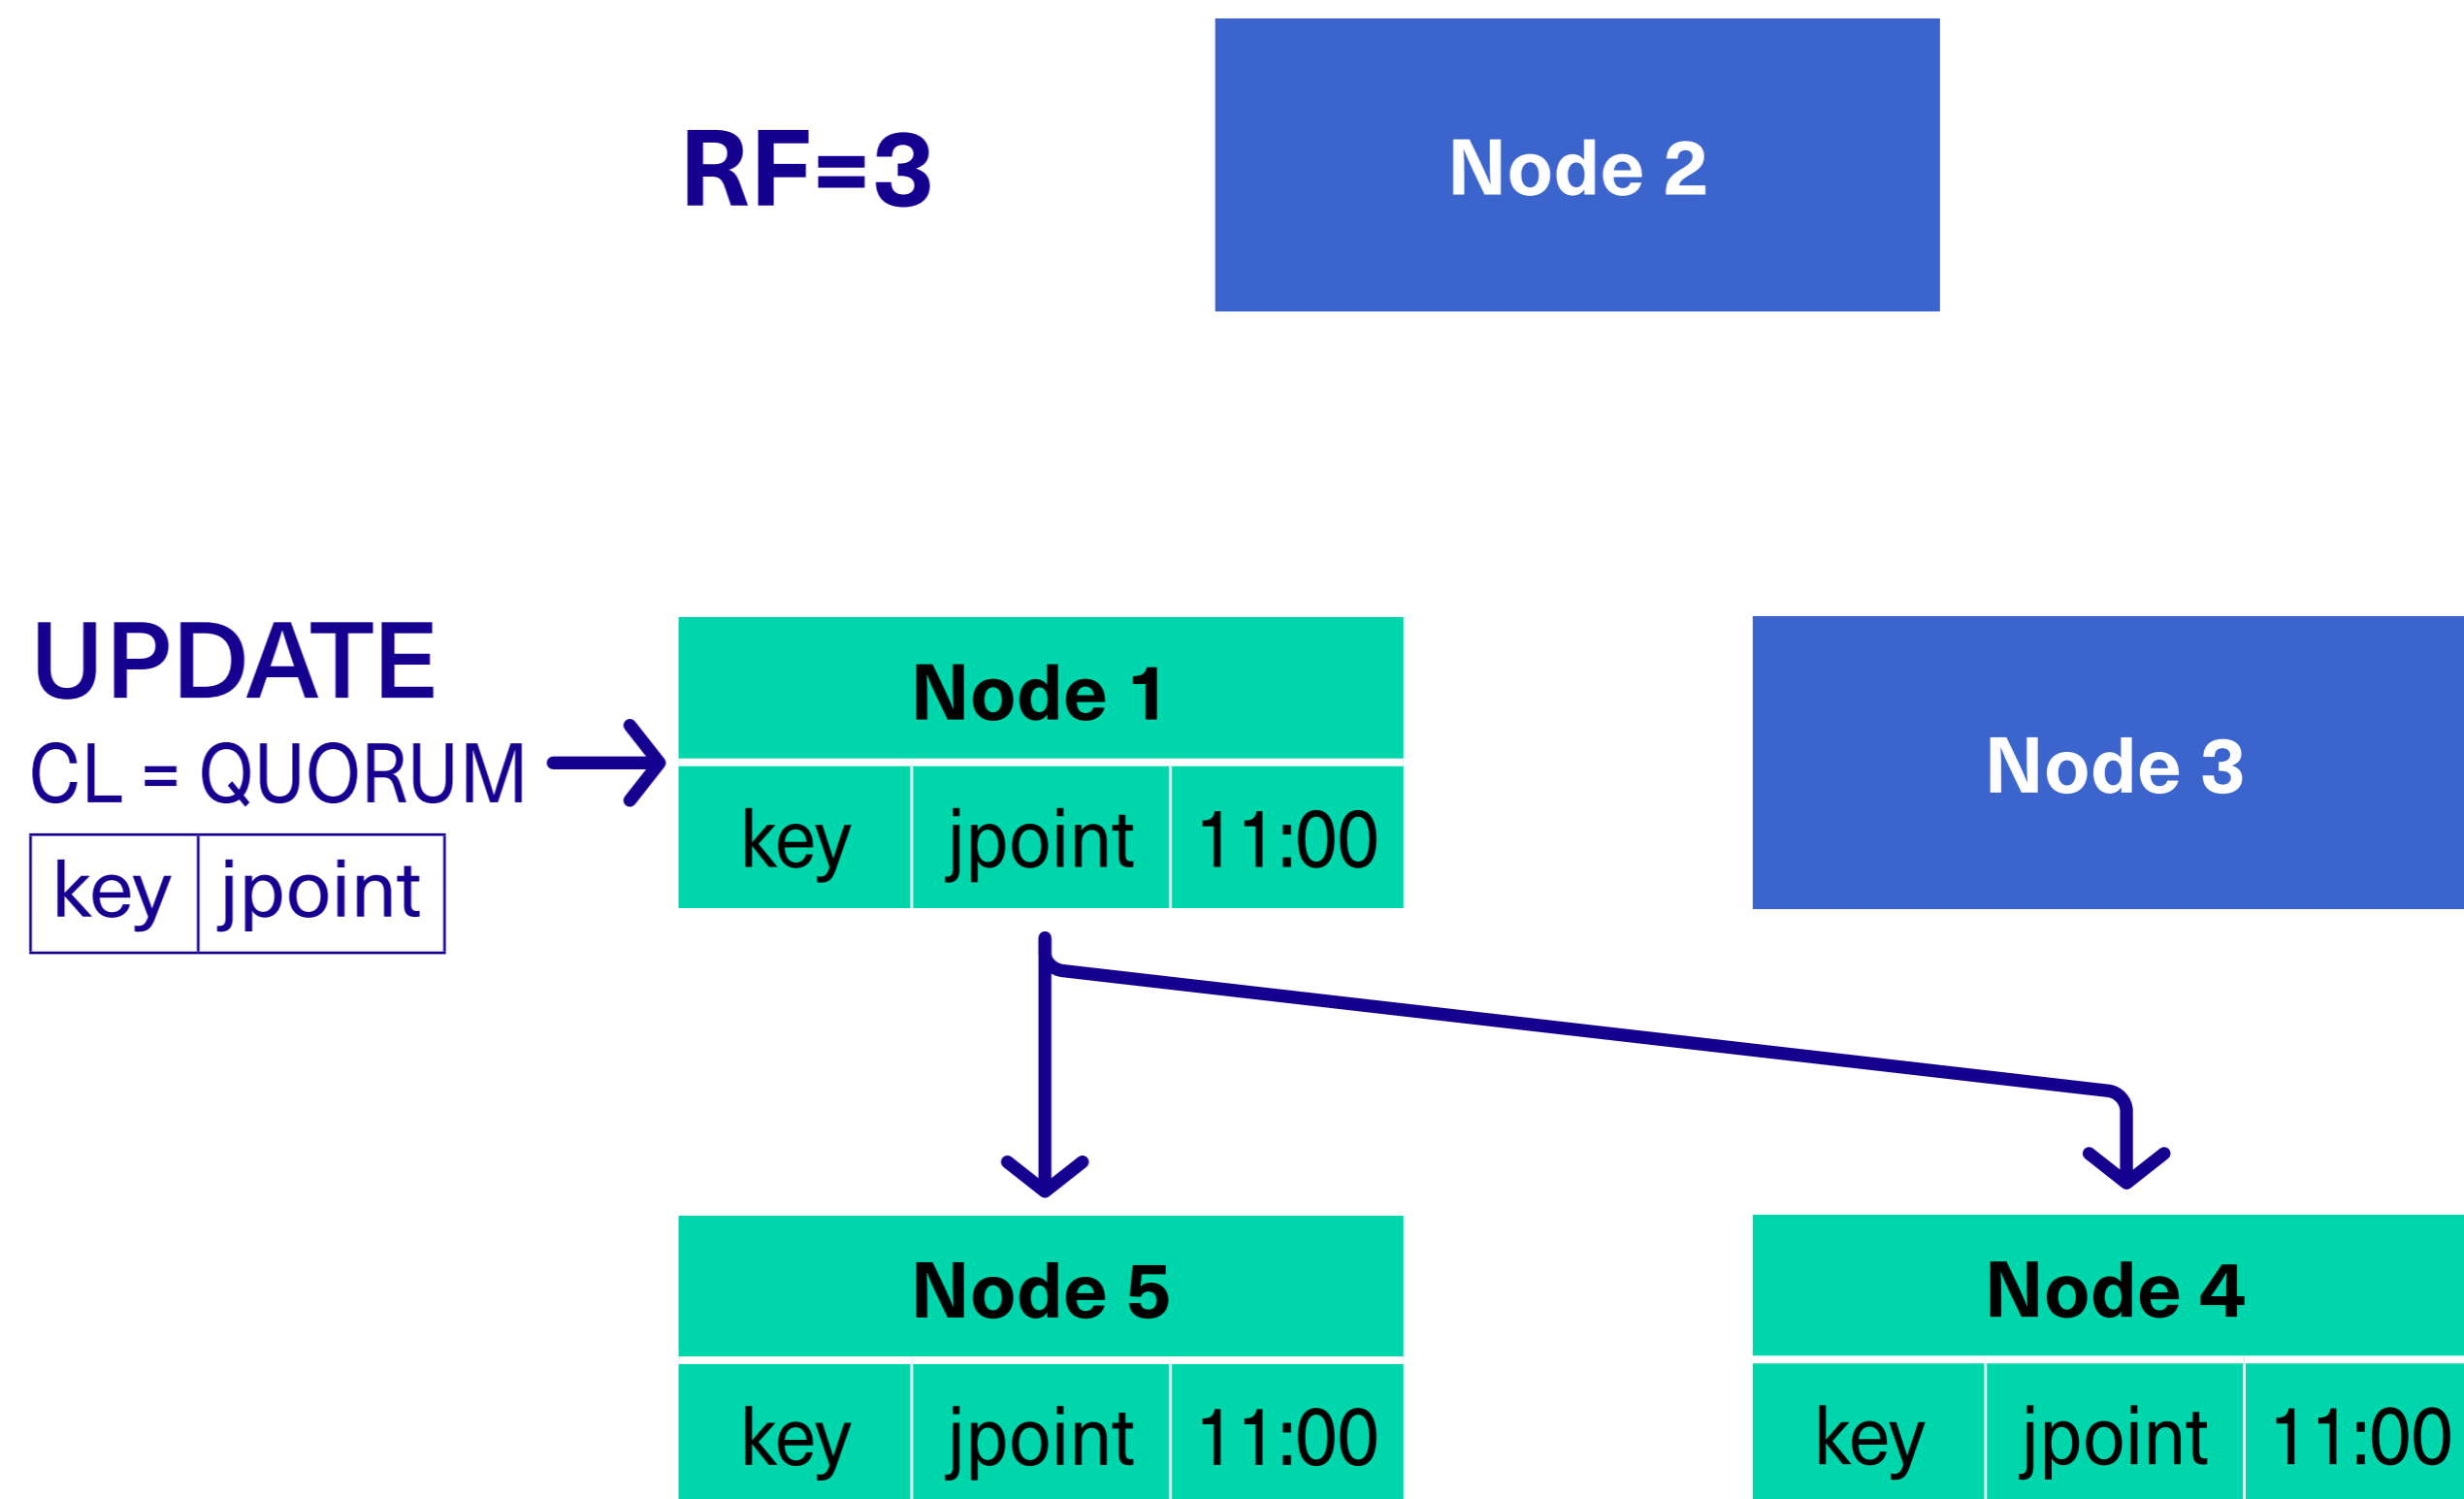 RF=3
Node 2
UPDATE
CL = QUORUM
key jpoint
Node 1
key jpoint 11:00
Node 3
Node 5
key jpoint 11:00
Node 4
key jpoint 11:00